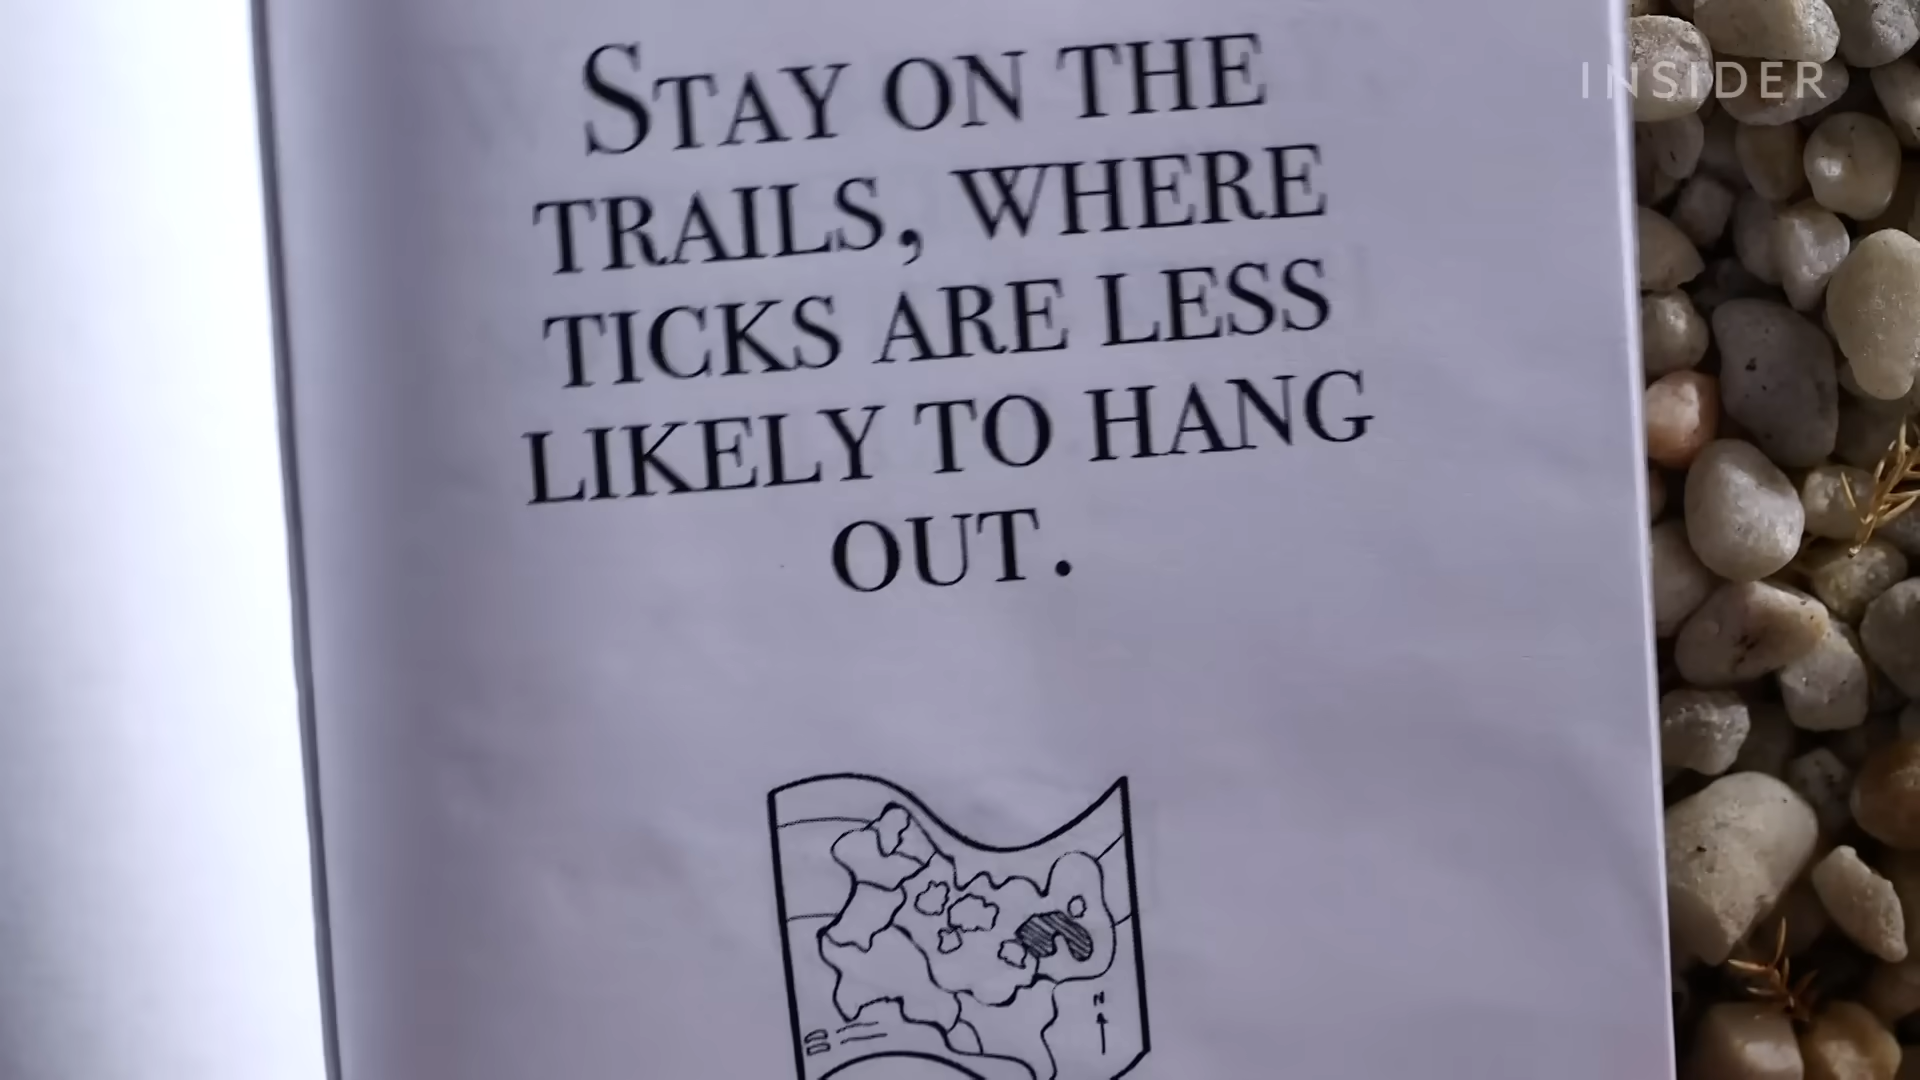 INSIDER
STAY ON THE
TRAILS, WHERE
TICKS ARE LESS
LIKELY TO HANG
OUT.
N